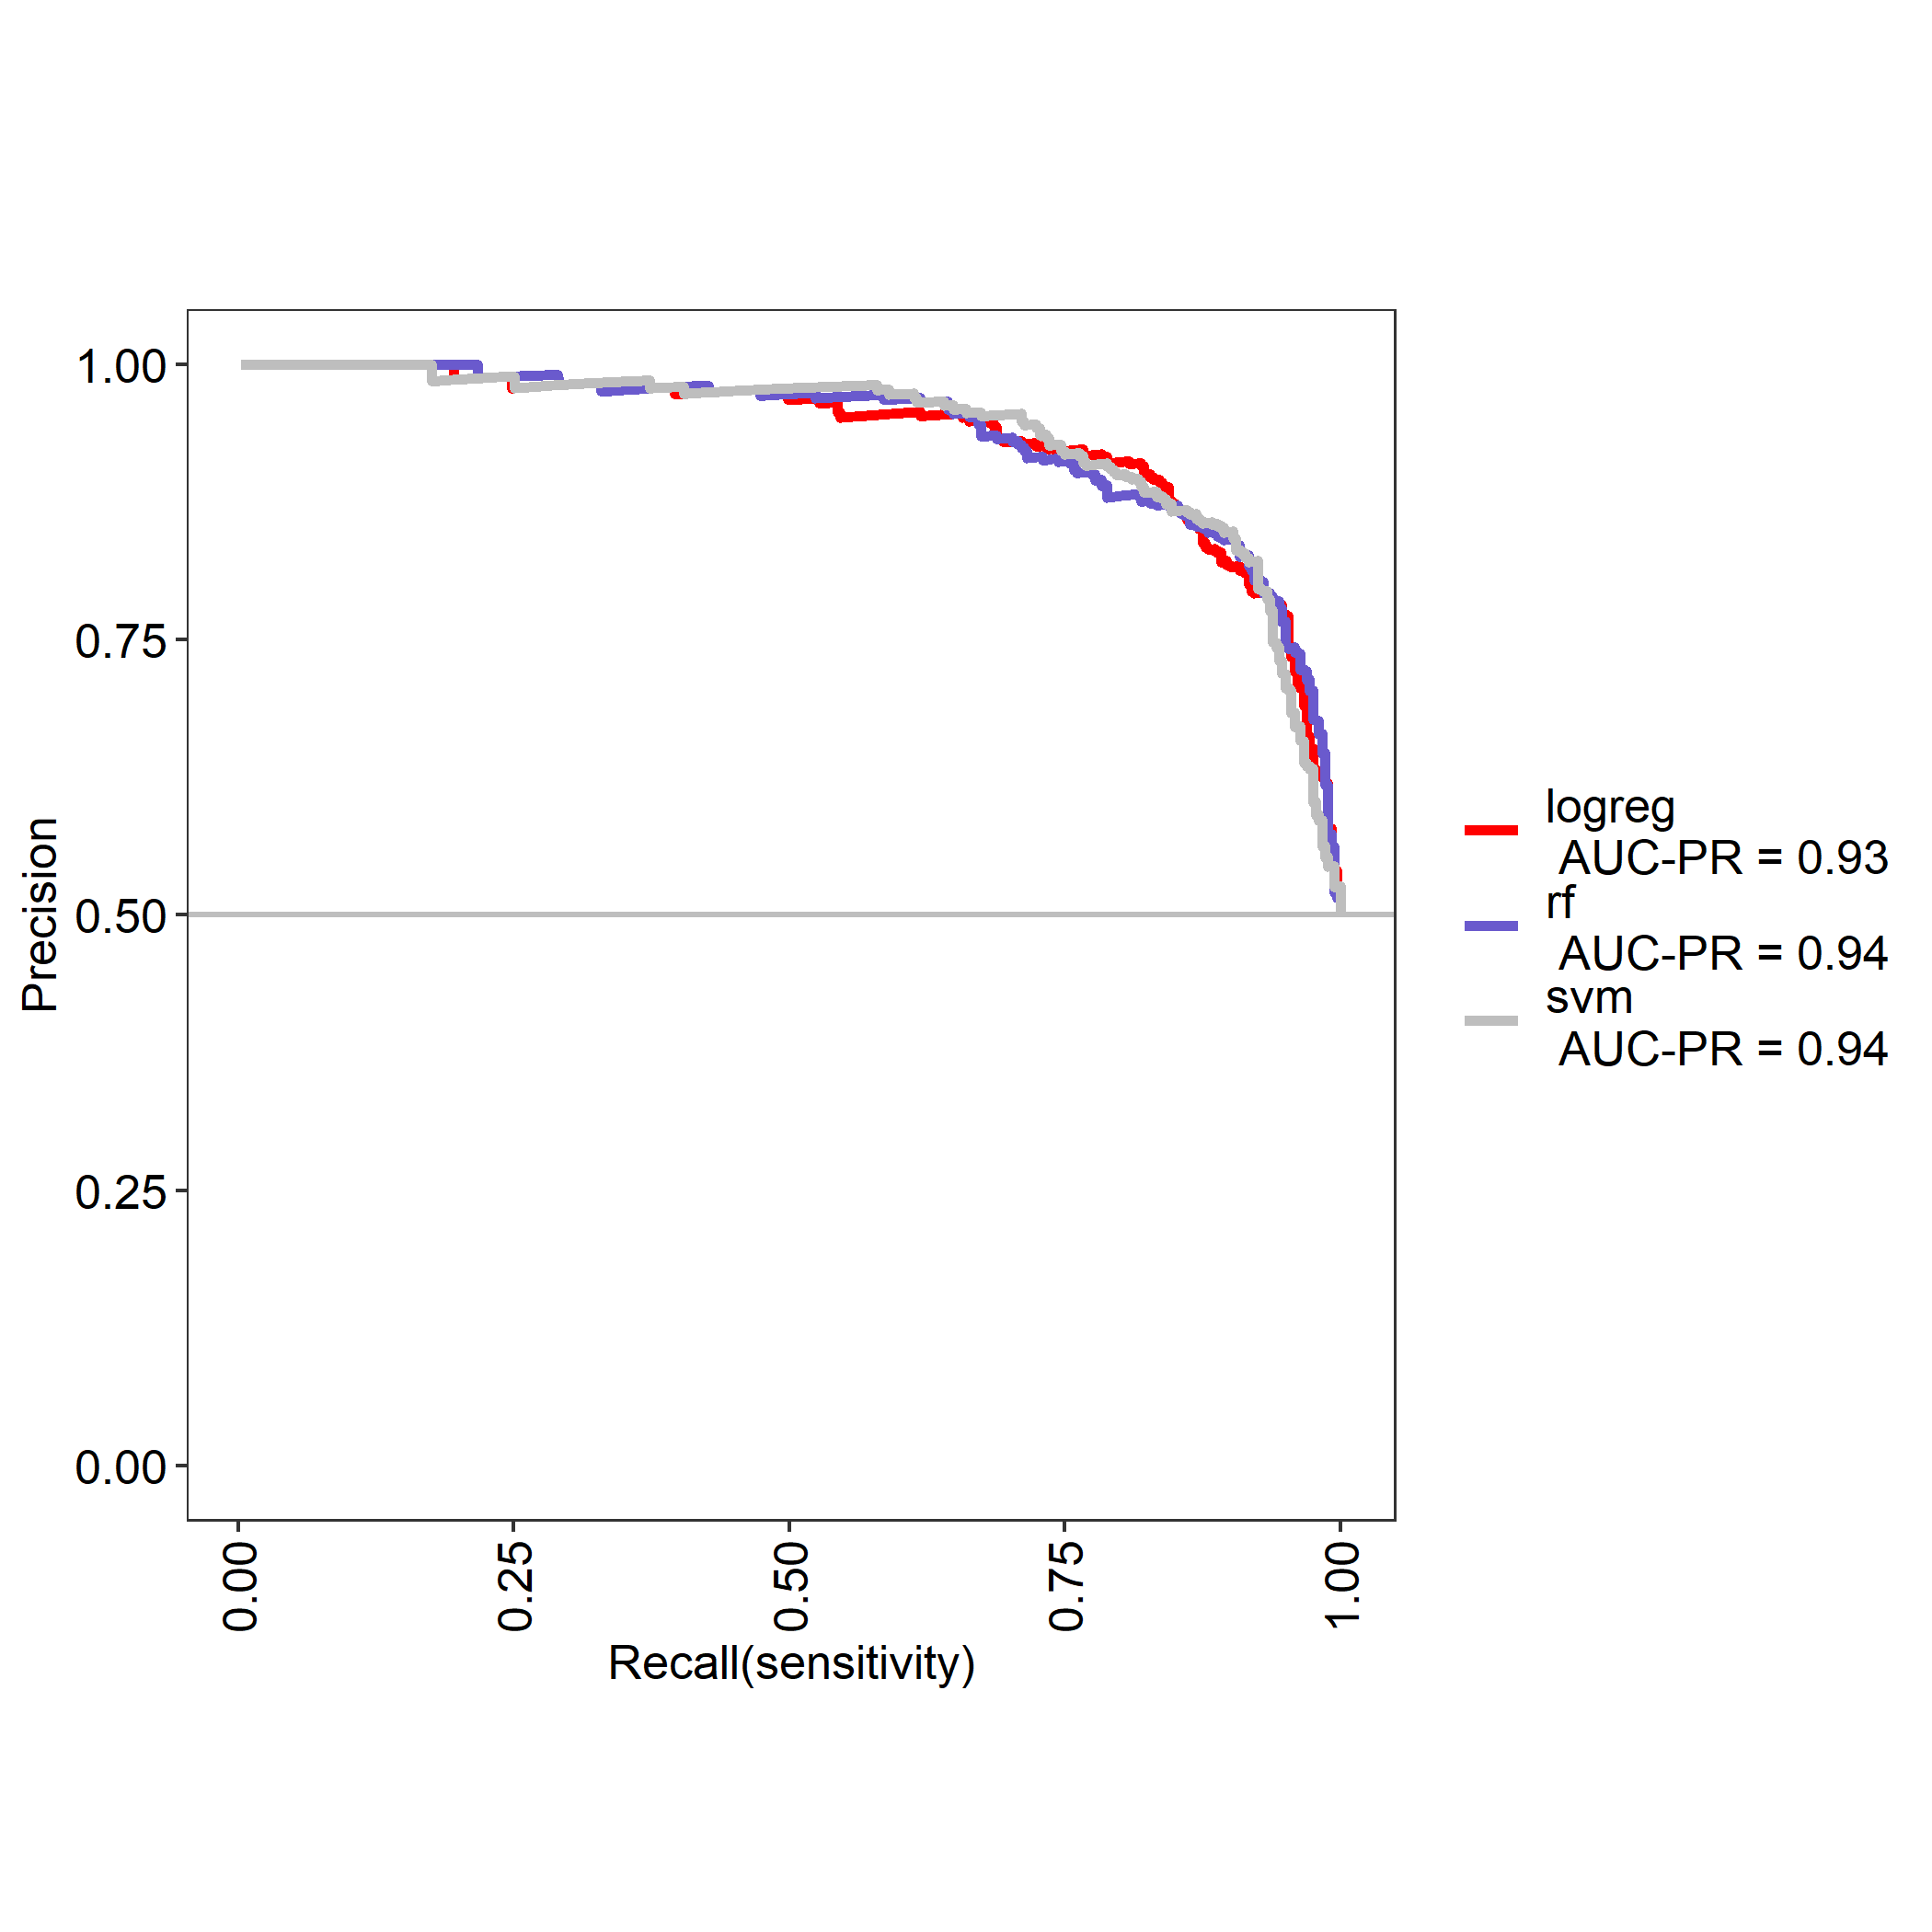 1.00
0.75
0.50
0.25
0.00
Precision
0.00
0.25
0.50
0.75
1.00
Recall(sensitivity)
logreg
AUC-PR = 0.93
rf
AUC-PR = 0.94
svm
AUC-PR = 0.94